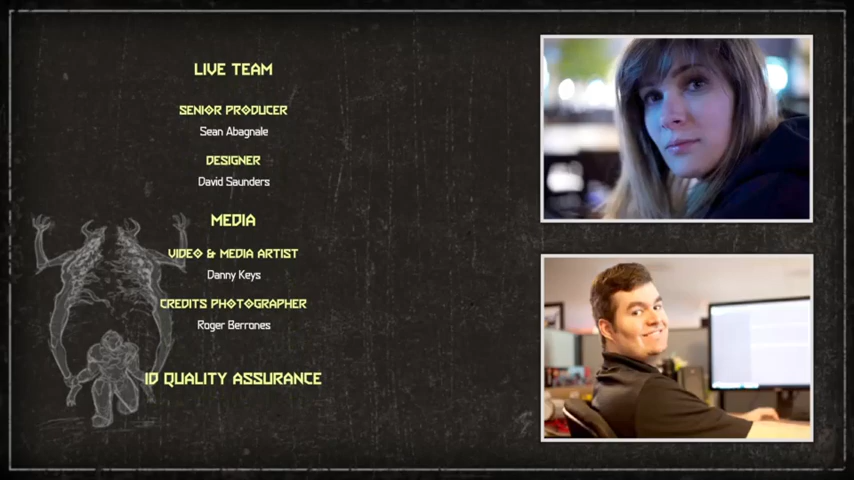 LIVE TEAM
SENIOR PRODUCER
Sean Abagnale
DESIGNER
David Saunders
MEDIA
VIDEO & MEDIA ARTIST
Danny Keys
CREDITS PHOTOGRAPHER
Roger Berrones
ID QUALITY ASSURANCE